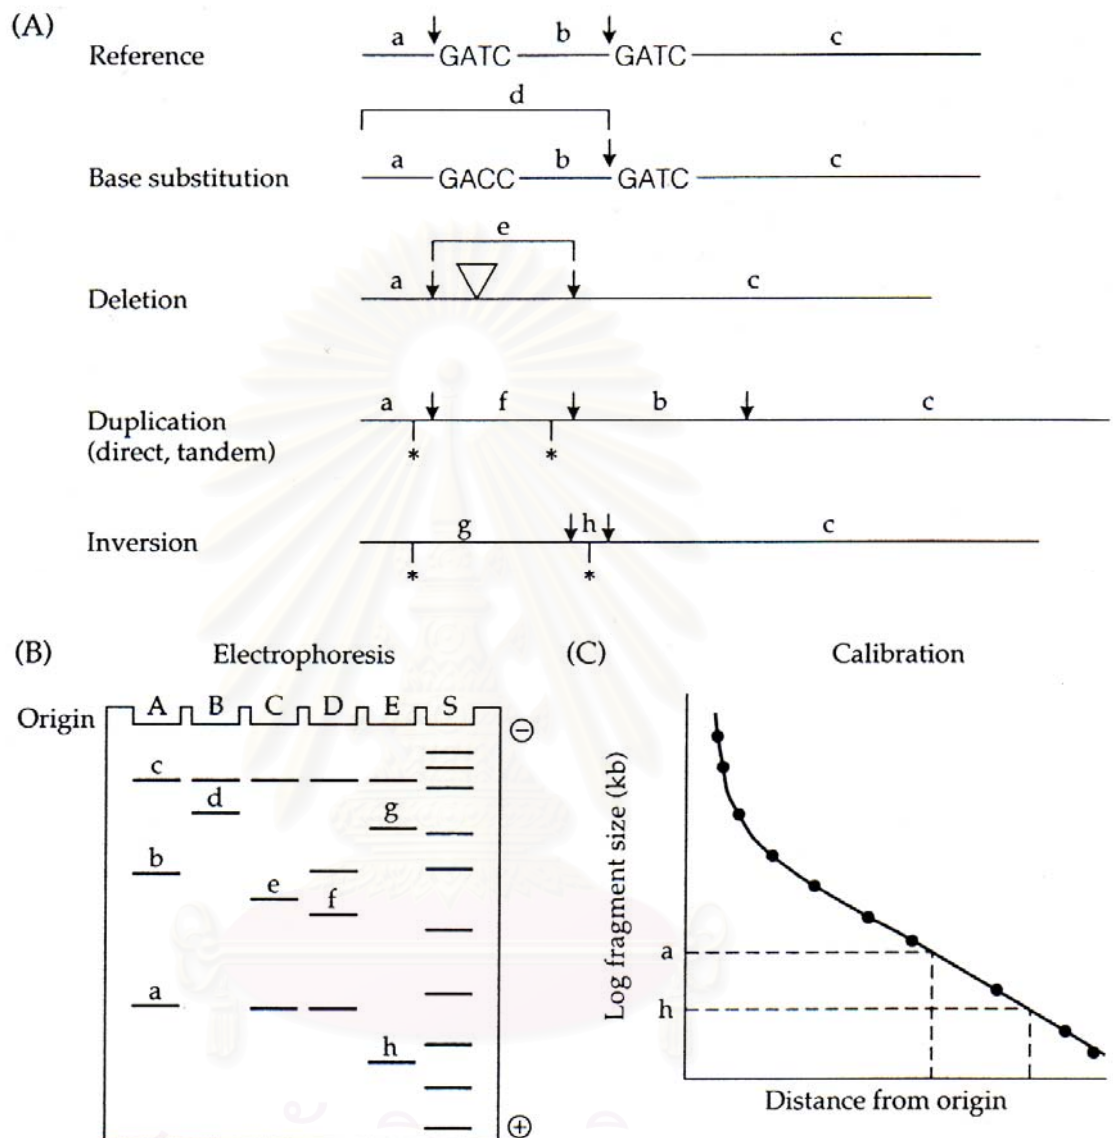 (A)
a b c
Reference GATC GATC
d
a b c
Base substitution GACC GATC
e
a c
Deletion
a f b c
Duplication
(direct, tandem)
* *
g h c
Inversion
* *
(B) Electrophoresis
Origin A B C D E S
−
c
d g
b
e
f
a
h
+
(C) Calibration
Log fragment size (kb)
a
h
Distance from origin